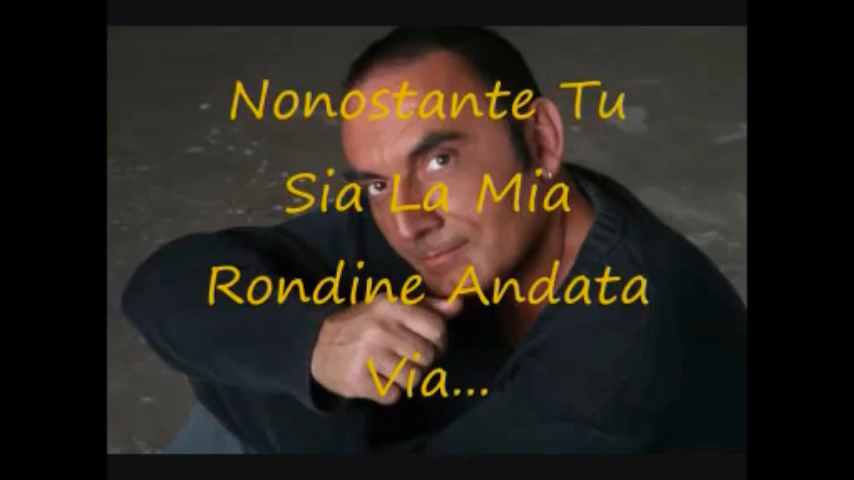 Nonostante Tu
Sia La Mia
Rondine Andata
Via...